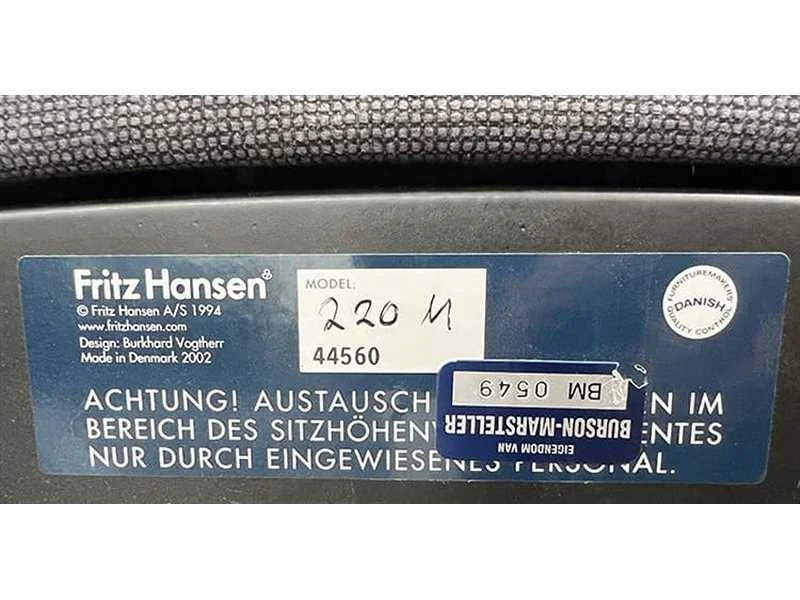 Fritz Hansen
© Fritz Hansen A/S 1994
www.fritzhansen.com
Design: Burkhard Vogtherr
Made in Denmark 2002
MODEL:
220 M
44560
FURNITUREMAKERS'
DANISH
QUALITY CONTROL
ACHTUNG! AUSTAUSCH N IM
BEREICH DES SITZHÖHENV ENTES
NUR DURCH EINGEWIESENES PERSONAL.
EIGENDOM VAN
BURSON-MARSTELLER
BM 0549